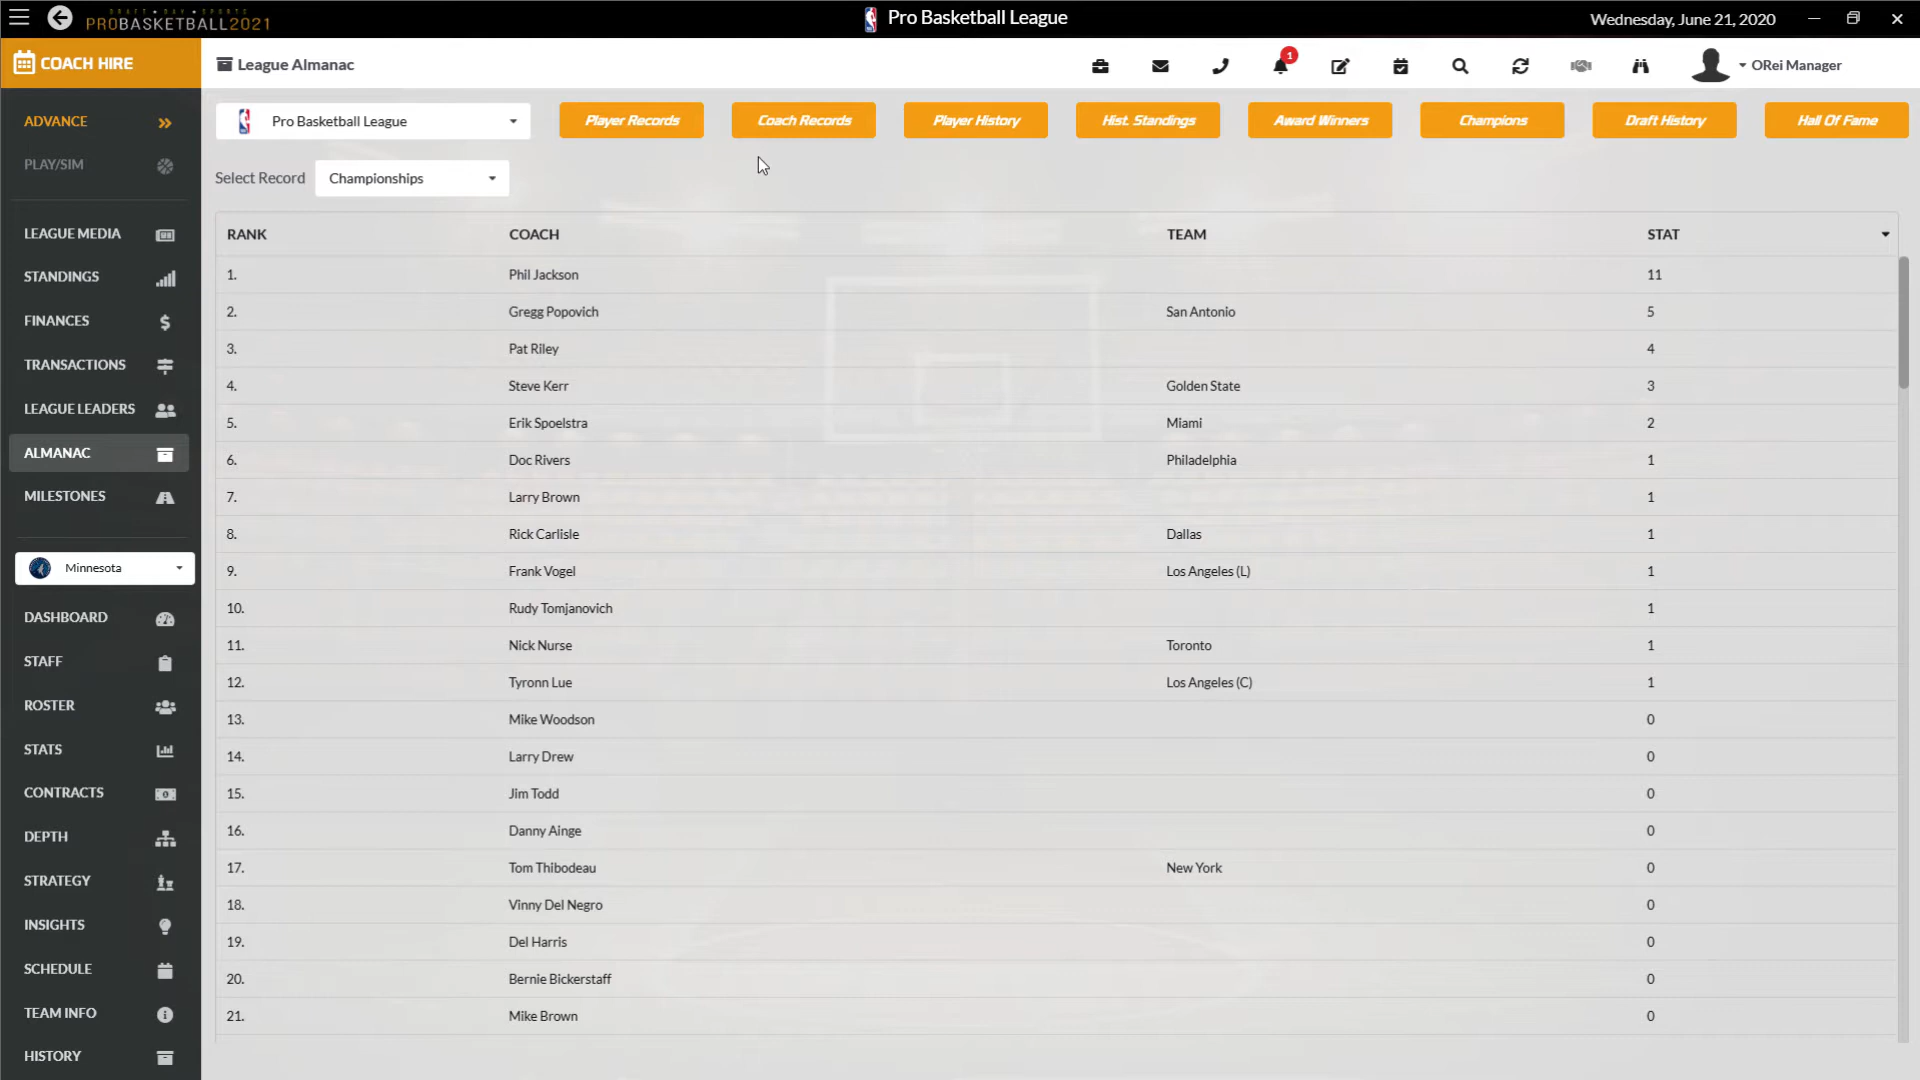 DRAFT DAY SPORTS
PROBASKETBALL2021
Pro Basketball League
Wednesday, June 21, 2020
COACH HIRE
League Almanac
1
ORei Manager
ADVANCE
PLAY/SIM
LEAGUE MEDIA
STANDINGS
FINANCES
TRANSACTIONS
LEAGUE LEADERS
ALMANAC
MILESTONES
Minnesota
DASHBOARD
STAFF
ROSTER
STATS
CONTRACTS
DEPTH
STRATEGY
INSIGHTS
SCHEDULE
TEAM INFO
HISTORY
Pro Basketball League
Player Records Coach Records Player History Hist. Standings Award Winners Champions Draft History Hall Of Fame
Select Record Championships
RANK COACH TEAM STAT
1. Phil Jackson 11
2. Gregg Popovich San Antonio 5
3. Pat Riley 4
4. Steve Kerr Golden State 3
5. Erik Spoelstra Miami 2
6. Doc Rivers Philadelphia 1
7. Larry Brown 1
8. Rick Carlisle Dallas 1
9. Frank Vogel Los Angeles (L) 1
10. Rudy Tomjanovich 1
11. Nick Nurse Toronto 1
12. Tyronn Lue Los Angeles (C) 1
13. Mike Woodson 0
14. Larry Drew 0
15. Jim Todd 0
16. Danny Ainge 0
17. Tom Thibodeau New York 0
18. Vinny Del Negro 0
19. Del Harris 0
20. Bernie Bickerstaff 0
21. Mike Brown 0